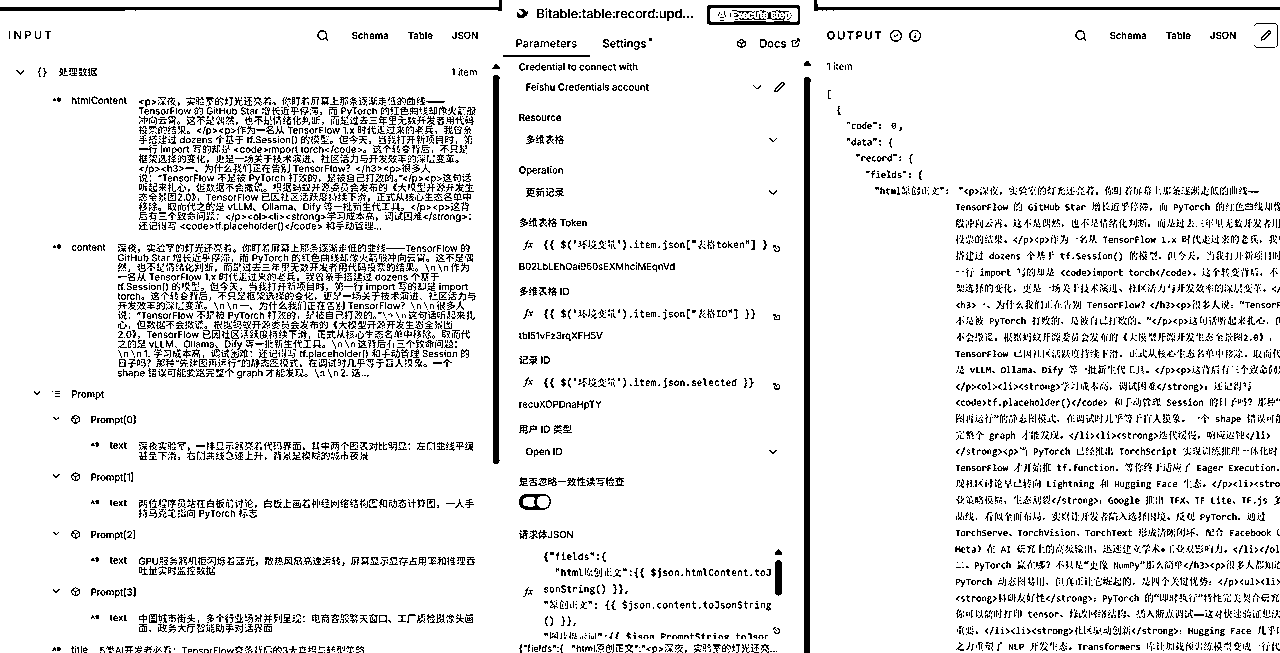 INPUT
Schema
Table
JSON
处理数据
1 item
htmlContent
<p>深夜，实验室的灯光还亮着。你盯着屏幕上那条逐渐走低的曲线——
TensorFlow 的 GitHub Star 增长近乎停滞，而 PyTorch 的红色曲线却像火箭般
冲向云霄。这不是偶然，也不是情绪化判断，而是过去三年里无数开发者用代码
投票的结果。</p><p>作为一名从 TensorFlow 1.x 时代走过来的老兵，我曾亲
手搭建过 dozens 个基于 tf.Session() 的模型。但今天，当我打开新项目时，第
一行 import 写的却是 <code>import torch</code>。这个转变背后，不只是
框架选择的变化，更是一场关于技术演进、社区活力与开发效率的深层变革。
</p><h3>一、为什么我们正在告别 TensorFlow？</h3><p>很多人
说：“TensorFlow 不是被 PyTorch 打败的，是被自己打败的。”</p><p>这句话
听起来扎心，但数据不会撒谎。根据蚂蚁开源委员会发布的《大模型开源开发生
态全景图2.0》，TensorFlow 已因社区活跃度持续下滑，正式从核心生态名单中
移除。取而代之的是 vLLM、Ollama、Dify 等一批新生代工具。</p><p>这背
后有三个致命问题：</p><ol><li><strong>学习成本高，调试困难</strong>：
还记得写 <code>tf.placeholder()</code> 和手动管理...
content
深夜，实验室的灯光还亮着。你盯着屏幕上那条逐渐走低的曲线——TensorFlow 的
GitHub Star 增长近乎停滞，而 PyTorch 的红色曲线却像火箭般冲向云霄。这不是偶
然，也不是情绪化判断，而是过去三年里无数开发者用代码投票的结果。\n\n作为
一名从 TensorFlow 1.x 时代走过来的老兵，我曾亲手搭建过 dozens 个基于
tf.Session() 的模型。但今天，当我打开新项目时，第一行 import 写的却是 import
torch。这个转变背后，不只是框架选择的变化，更是一场关于技术演进、社区活力与
开发效率的深层变革。\n\n一、为什么我们正在告别 TensorFlow？\n\n很多人
说：“TensorFlow 不是被 PyTorch 打败的，是被自己打败的。”\n\n这句话听起来扎
心，但数据不会撒谎。根据蚂蚁开源委员会发布的《大模型开源开发生态全景图
2.0》，TensorFlow 已因社区活跃度持续下滑，正式从核心生态名单中移除。取而代
之的是 vLLM、Ollama、Dify 等一批新生代工具。\n\n这背后有三个致命问题：
\n\n1. 学习成本高，调试困难：还记得写 tf.placeholder() 和手动管理 Session 的
日子吗？那种“先建图再运行”的静态图模式，在调试时几乎等于盲人摸象。一个
shape 错误可能要跑完整个 graph 才能发现。\n\n2. 迭...
Prompt
Prompt[0]
text
深夜实验室，一排显示器亮着代码界面，其中两个图表对比明显：左侧曲线平缓
甚至下滑，右侧曲线急速上升，背景是模糊的城市夜景
Prompt[1]
text
两位程序员站在白板前讨论，白板上画着神经网络结构图和动态计算图，一人手
持马克笔指向 PyTorch 标志
Prompt[2]
text
GPU服务器机柜闪烁着蓝光，散热风扇高速运转，屏幕显示显存占用率和推理吞
吐量实时监控数据
Prompt[3]
text
中国城市街头，多个行业场景并列呈现：电商客服聊天窗口、工厂质检摄像头画
面、政务大厅智能助手对话界面
title
Bitable:table:record:upd...
Execute step
Parameters
Settings
Docs
Credential to connect with
Feishu Credentials account
Resource
多维表格
Operation
更新记录
多维表格 Token
fx {{ $('环境变量').item.json["表格token"] }
B02LbLEhOai950sEXMhciMEqnVd
多维表格 ID
fx {{ $('环境变量').item.json["表格ID"] }}
tbl51vFz3rqXFH5V
记录 ID
fx {{ $('环境变量').item.json.selected }}
recuXOPDnaHpTY
用户 ID 类型
Open ID
是否忽略一致性读写检查
请求体JSON
{"fields":{
"html原创正文":{{ $json.htmlContent.toJ
fx sonString() }},
"原创正文": {{ $json.content.toJsonString
() }},
"图片提示词":{{ $json.PromptString.toJson
{"fields":{ "html原创正文":"<p>深夜，实验室的灯光还亮...
OUTPUT
Schema
Table
JSON
1 item
[
{
"code": 0,
"data": {
"record": {
"fields": {
"html原创正文": "<p>深夜，实验室的灯光还亮着。你盯着屏幕上那条逐渐走低的曲线——
TensorFlow 的 GitHub Star 增长近乎停滞，而 PyTorch 的红色曲线却像
般冲向云霄。这不是偶然，也不是情绪化判断，而是过去三年里无数开发者用
投票的结果。</p><p>作为一名从 TensorFlow 1.x 时代走过来的老兵，我
搭建过 dozens 个基于 tf.Session() 的模型。但今天，当我打开新项目时，
一行 import 写的却是 <code>import torch</code>。这个转变背后，不
架选择的变化，更是一场关于技术演进、社区活力与开发效率的深层变革。</
h3> 一、为什么我们正在告别 TensorFlow？</h3><p>很多人说：“Tensor
不是被 PyTorch 打败的，是被自己打败的。”</p><p>这句话听起来扎心，但
不会撒谎。根据蚂蚁开源委员会发布的《大模型开源开发生态全景图2.0》，
TensorFlow 已因社区活跃度持续下滑，正式从核心生态名单中移除。取而代
是 vLLM、Ollama、Dify 等一批新生代工具。</p><p>这背后有三个致命问
</p><ol><li><strong>学习成本高，调试困难</strong>：还记得写
<code>tf.placeholder()</code> 和手动管理 Session 的日子吗？那种“
图再运行”的静态图模式，在调试时几乎等于盲人摸象。一个 shape 错误可能
完整个 graph 才能发现。</li><li><strong>迭代缓慢，响应迟钝</li>
</strong><p>当 PyTorch 已经推出 TorchScript 实现训练推理一体化时
TensorFlow 才开始推 tf.function。等你终于适应了 Eager Execution，
现社区讨论早已转向 Lightning 和 Hugging Face 生态。</p><li><stro
业策略模糊，生态割裂</strong>：Google 推出 TFX、TF Lite、TF.js 多
品线，看似全面布局，实则让开发者陷入选择困境。反观 PyTorch，通过
TorchServe、TorchVision、TorchText 形成清晰闭环，配合 Facebook（
Meta）在 AI 研究上的高频输出，迅速建立学术+工业双影响力。</li></ol
二、PyTorch 赢在哪？不只是“更像 NumPy”那么简单</h3><p>很多人都知道
PyTorch 动态图易用，但真正让它崛起的，是四个关键优势：</p><ul><li
<strong>科研友好性</strong>：PyTorch 的“即时执行”特性完美契合研究
你可以随时打印 tensor、修改网络结构、插入断点调试——这对快速验证想法
重要。</li><li><strong>社区驱动创新</strong>：Hugging Face 几乎
之力重塑了 NLP 开发生态。Transformers 库让加载预训练模型变成一行代